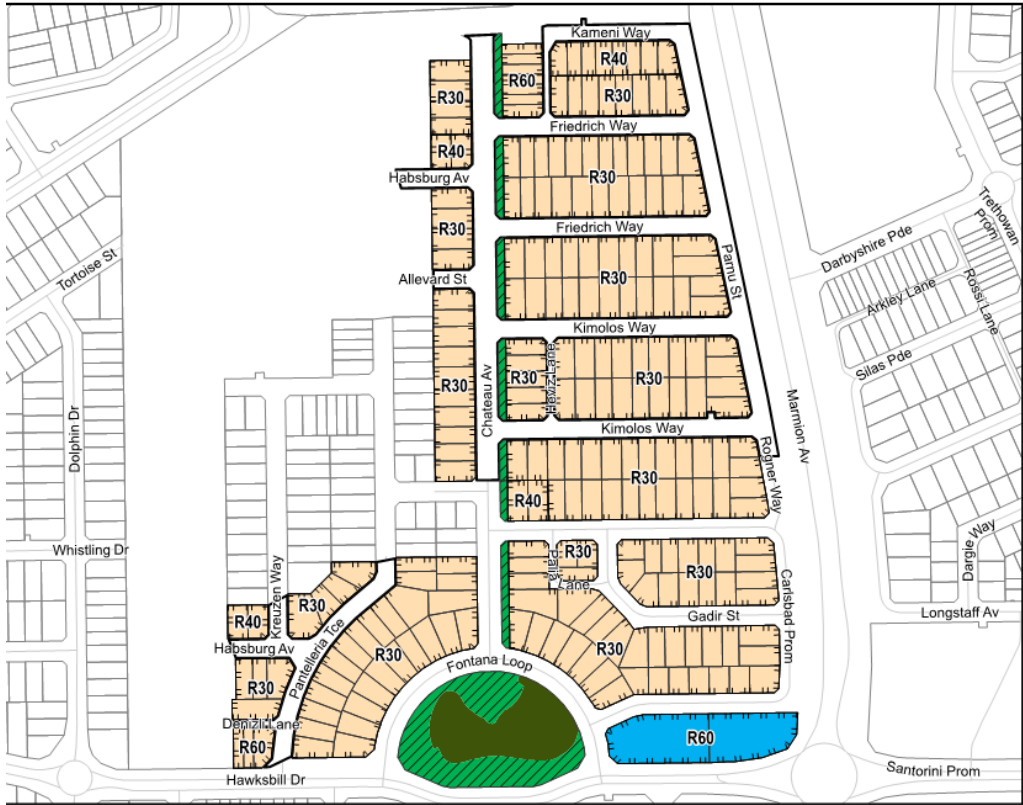 Kameni Way
R40
R60
R30
R30
Friedrich Way
R40
Habsburg Av
R30
Trethowan
Prom
R30
Friedrich Way
Darbyshire Pde
Parnu St
Tortoise St
Allevard St
R30
Arkley Lane
Rossi Lane
Kimolos Way
Silas Pde
R30
R30
Heviz Lane
R30
Chateau Av
Marmion Av
Dolphin Dr
Kimolos Way
Rogner Way
R30
R40
Whistling Dr
Dargie Way
R30
Lane
R30
Kreuzen Way
Carlsbad Prom
R30
R40
Longstaff Av
Gadir St
Habsburg Av
Pantelleria Tce
R30
R30
Fontana Loop
R30
Denizli Lane
R60
R60
Hawksbill Dr
Santorini Prom